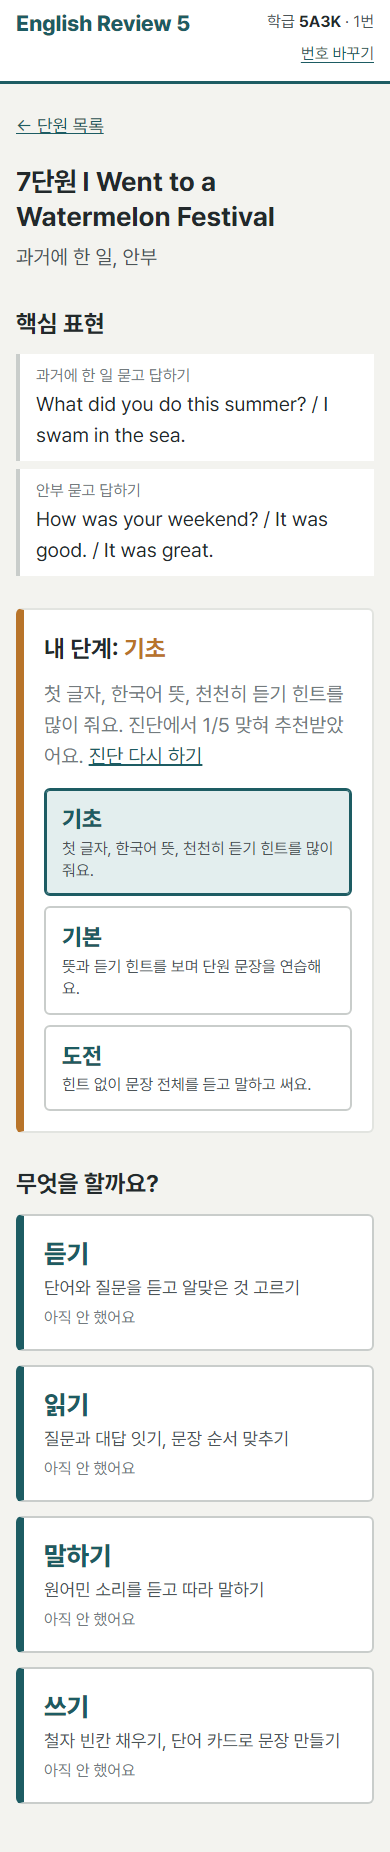 English Review 5
학급 5A3K · 1번
번호 바꾸기
← 단원 목록
7단원 I Went to a
Watermelon Festival
과거에 한 일, 안부
핵심 표현
과거에 한 일 묻고 답하기
What did you do this summer? / I
swam in the sea.
안부 묻고 답하기
How was your weekend? / It was
good. / It was great.
내 단계: 기초
첫 글자, 한국어 뜻, 천천히 듣기 힌트를
많이 줘요. 진단에서 1/5 맞혀 추천받았
어요. 진단 다시 하기
기초
첫 글자, 한국어 뜻, 천천히 듣기 힌트를 많이
줘요.
기본
뜻과 듣기 힌트를 보며 단원 문장을 연습해
요.
도전
힌트 없이 문장 전체를 듣고 말하고 써요.
무엇을 할까요?
듣기
단어와 질문을 듣고 알맞은 것 고르기
아직 안 했어요
읽기
질문과 대답 잇기, 문장 순서 맞추기
아직 안 했어요
말하기
원어민 소리를 듣고 따라 말하기
아직 안 했어요
쓰기
철자 빈칸 채우기, 단어 카드로 문장 만들기
아직 안 했어요